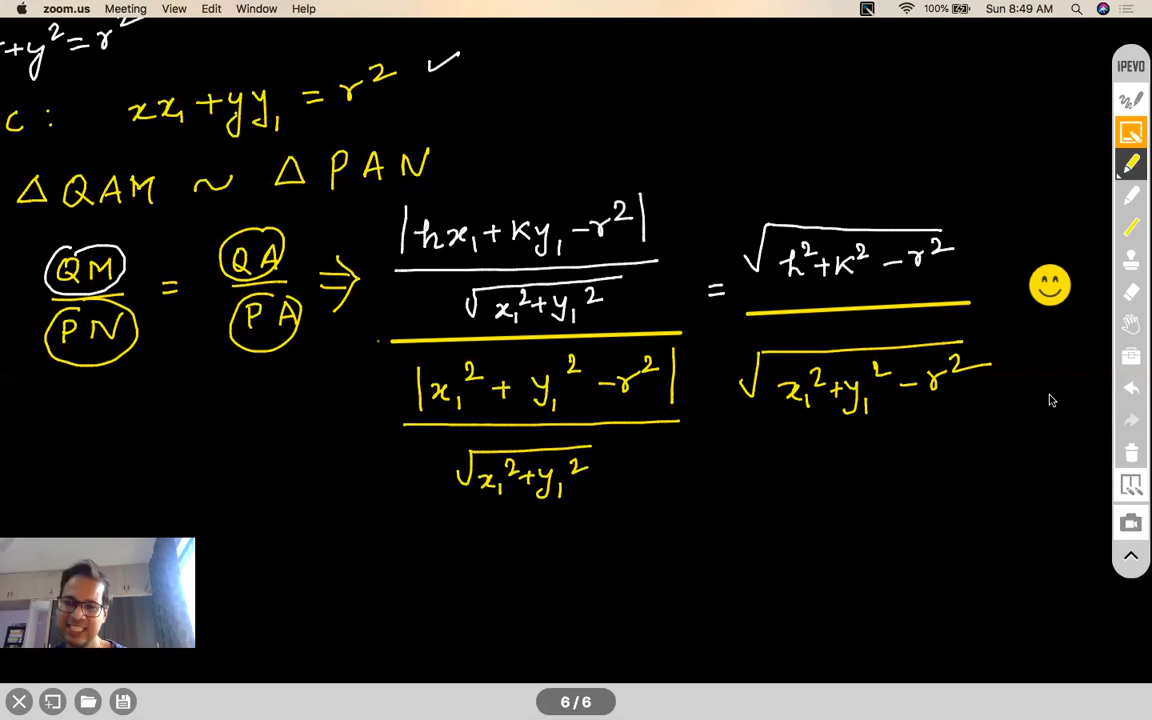 zoom.us Meeting View Edit Window Help 100% Sun 8:49 AM
+y² = r²
C : xx₁ + yy₁ = r² ✓
△ QAM ~ △ PAN
QM / PN = QA / PA ⇒ (|hx₁ + ky₁ - r²| / √(x₁² + y₁²)) / (|x₁² + y₁² - r²| / √(x₁² + y₁²)) = √(h² + k² - r²) / √(x₁² + y₁² - r²)
IPEVO
6 / 6